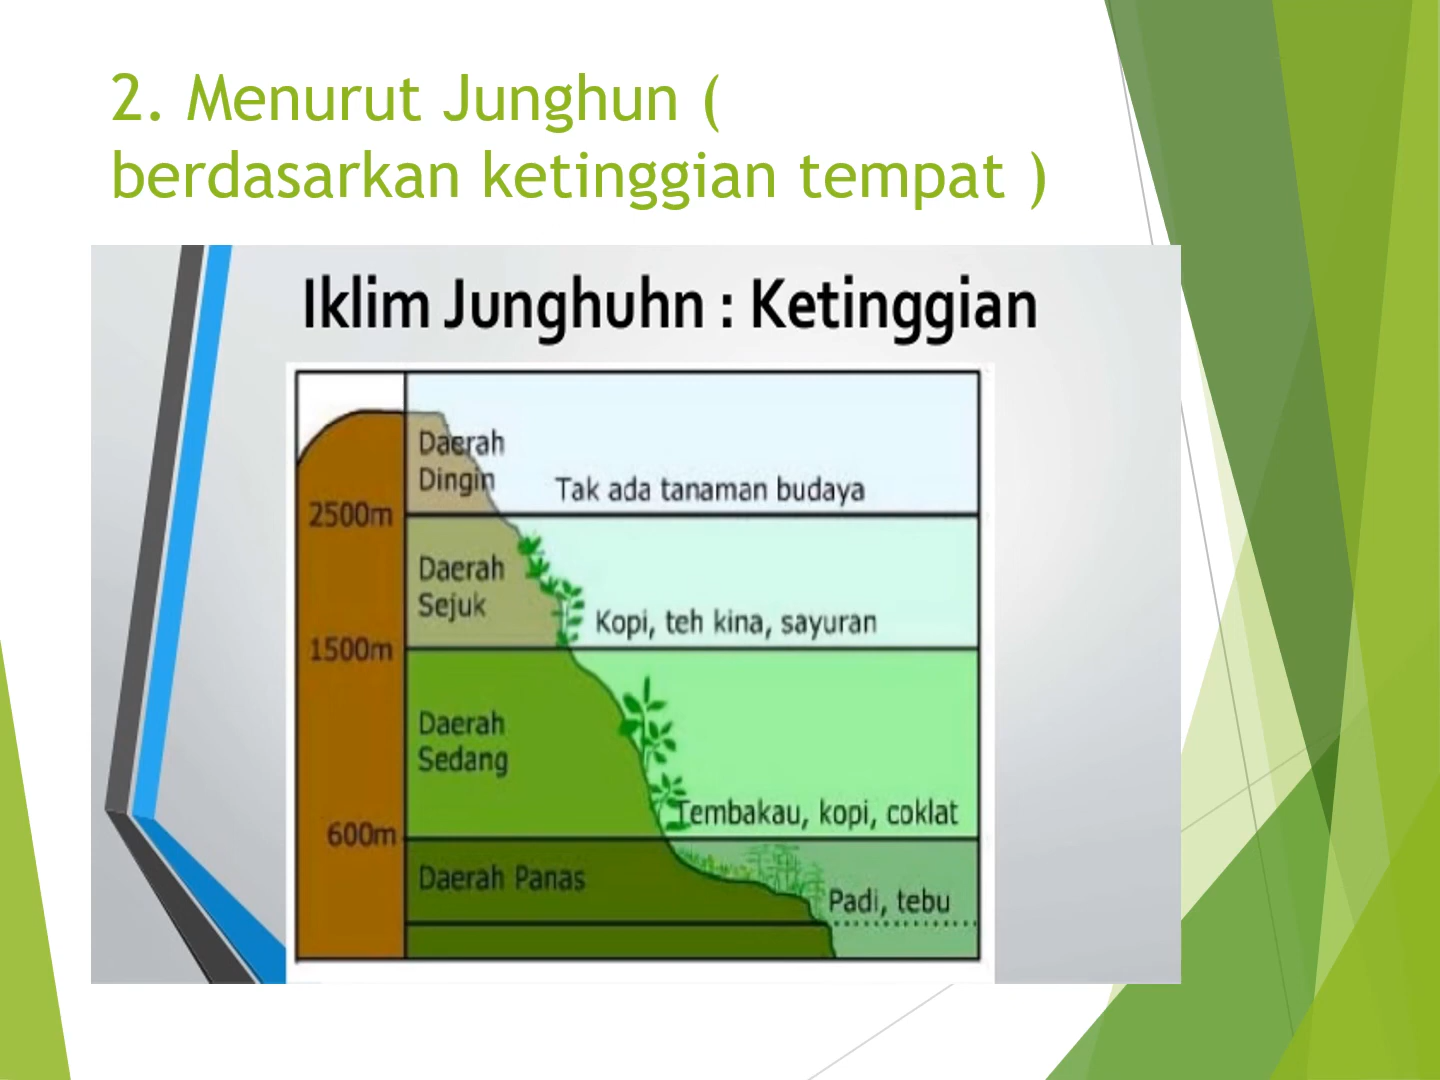 2. Menurut Junghun (
berdasarkan ketinggian tempat )
Iklim Junghuhn : Ketinggian
Daerah
Dingin
Tak ada tanaman budaya
2500m
Daerah
Sejuk
Kopi, teh kina, sayuran
1500m
Daerah
Sedang
Tembakau, kopi, coklat
600m
Daerah Panas
Padi, tebu